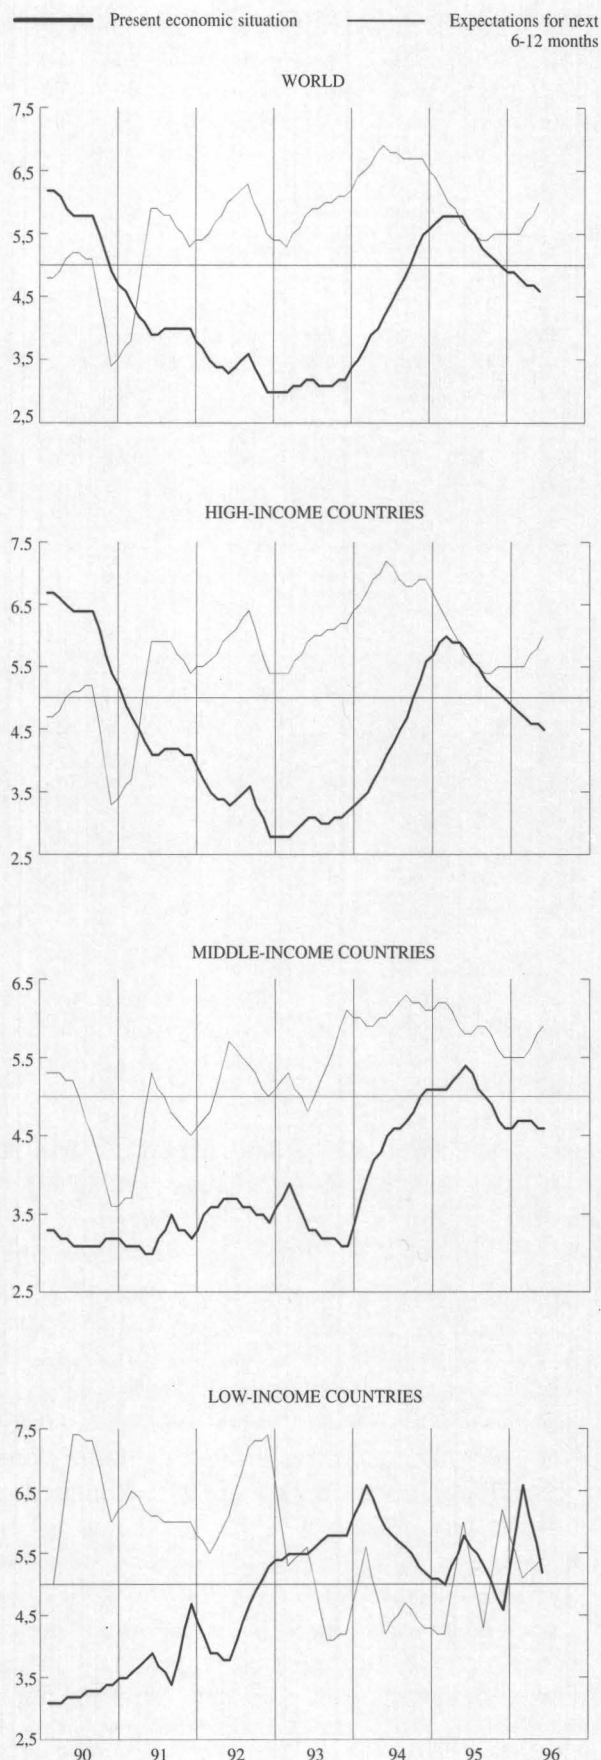 Present economic situation
Expectations for next
6-12 months
WORLD
7,5
6,5
5,5
4,5
3,5
2,5
HIGH-INCOME COUNTRIES
7.5
6.5
5.5
4.5
3.5
2.5
MIDDLE-INCOME COUNTRIES
6.5
5.5
4.5
3.5
2.5
LOW-INCOME COUNTRIES
7,5
6,5
5,5
4,5
3,5
2,5
90 91 92 93 94 95 96